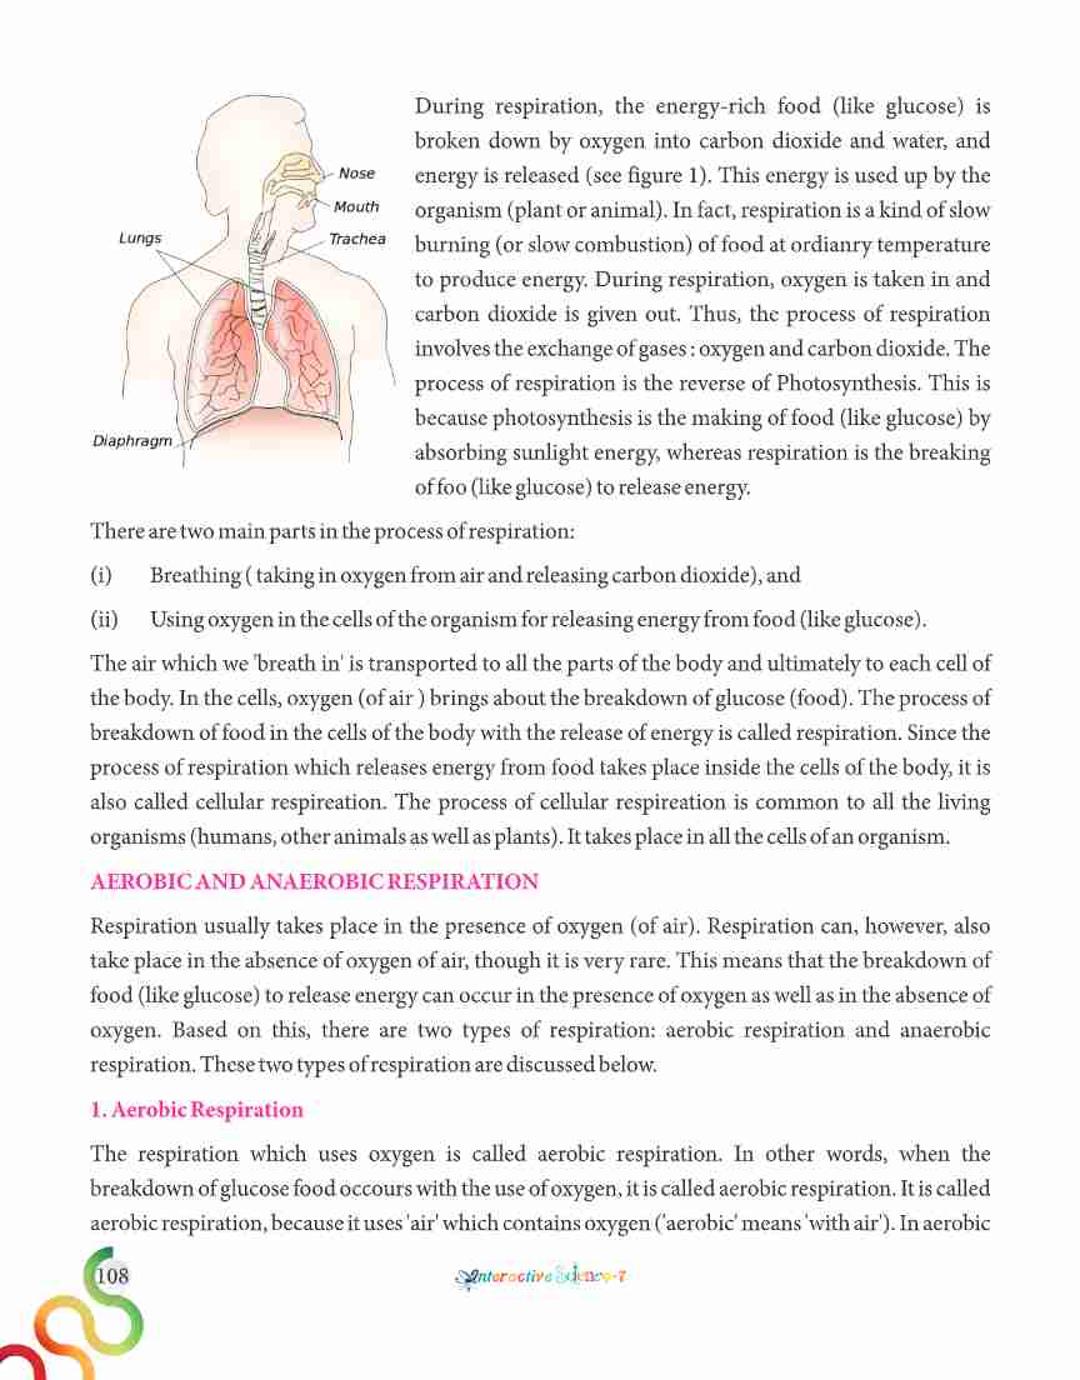 Nose
Mouth
Lungs
Trachea
Diaphragm
During respiration, the energy-rich food (like glucose) is
broken down by oxygen into carbon dioxide and water, and
energy is released (see figure 1). This energy is used up by the
organism (plant or animal). In fact, respiration is a kind of slow
burning (or slow combustion) of food at ordianry temperature
to produce energy. During respiration, oxygen is taken in and
carbon dioxide is given out. Thus, the process of respiration
involves the exchange of gases : oxygen and carbon dioxide. The
process of respiration is the reverse of Photosynthesis. This is
because photosynthesis is the making of food (like glucose) by
absorbing sunlight energy, whereas respiration is the breaking
of foo (like glucose) to release energy.
There are two main parts in the process of respiration:
(i) Breathing ( taking in oxygen from air and releasing carbon dioxide), and
(ii) Using oxygen in the cells of the organism for releasing energy from food (like glucose).
The air which we 'breath in' is transported to all the parts of the body and ultimately to each cell of
the body. In the cells, oxygen (of air ) brings about the breakdown of glucose (food). The process of
breakdown of food in the cells of the body with the release of energy is called respiration. Since the
process of respiration which releases energy from food takes place inside the cells of the body, it is
also called cellular respireation. The process of cellular respireation is common to all the living
organisms (humans, other animals as well as plants). It takes place in all the cells of an organism.
AEROBIC AND ANAEROBIC RESPIRATION
Respiration usually takes place in the presence of oxygen (of air). Respiration can, however, also
take place in the absence of oxygen of air, though it is very rare. This means that the breakdown of
food (like glucose) to release energy can occur in the presence of oxygen as well as in the absence of
oxygen. Based on this, there are two types of respiration: aerobic respiration and anaerobic
respiration. These two types of respiration are discussed below.
1. Aerobic Respiration
The respiration which uses oxygen is called aerobic respiration. In other words, when the
breakdown of glucose food occours with the use of oxygen, it is called aerobic respiration. It is called
aerobic respiration, because it uses 'air' which contains oxygen ('aerobic' means 'with air'). In aerobic
108
Interactive Science-7